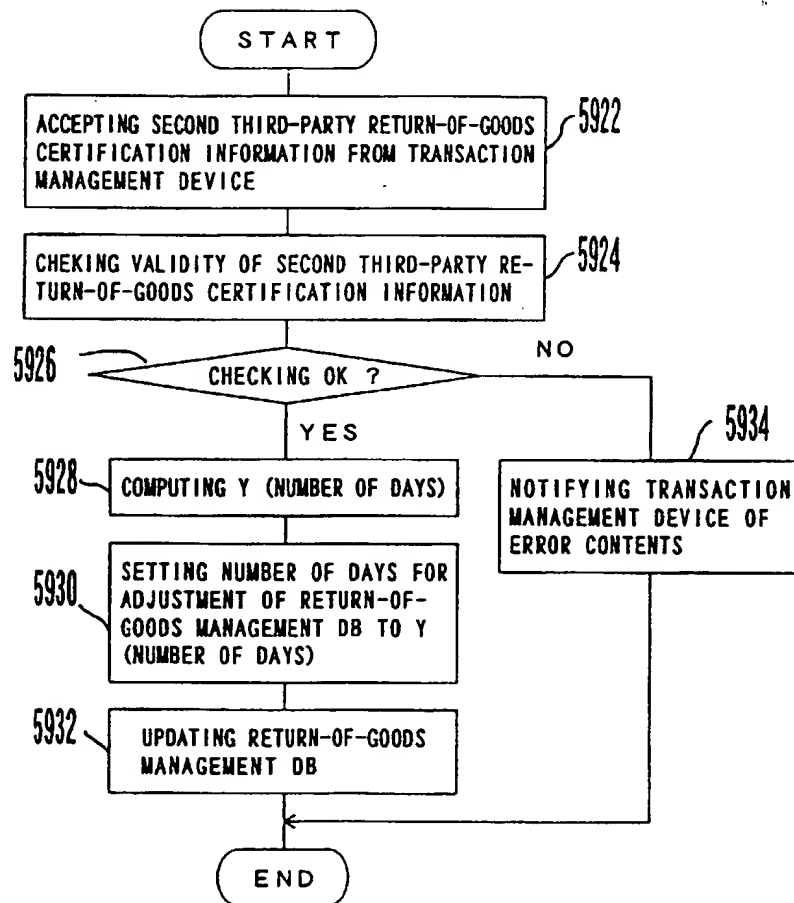 START
ACCEPTING SECOND THIRD-PARTY RETURN-OF-GOODS
CERTIFICATION INFORMATION FROM TRANSACTION
MANAGEMENT DEVICE
5922
CHEKING VALIDITY OF SECOND THIRD-PARTY RE-
TURN-OF-GOODS CERTIFICATION INFORMATION
5924
5926
CHECKING OK ?
NO
YES
5928
COMPUTING Y (NUMBER OF DAYS)
5934
NOTIFYING TRANSACTION
MANAGEMENT DEVICE OF
ERROR CONTENTS
5930
SETTING NUMBER OF DAYS FOR
ADJUSTMENT OF RETURN-OF-
GOODS MANAGEMENT DB TO Y
(NUMBER OF DAYS)
5932
UPDATING RETURN-OF-GOODS
MANAGEMENT DB
END